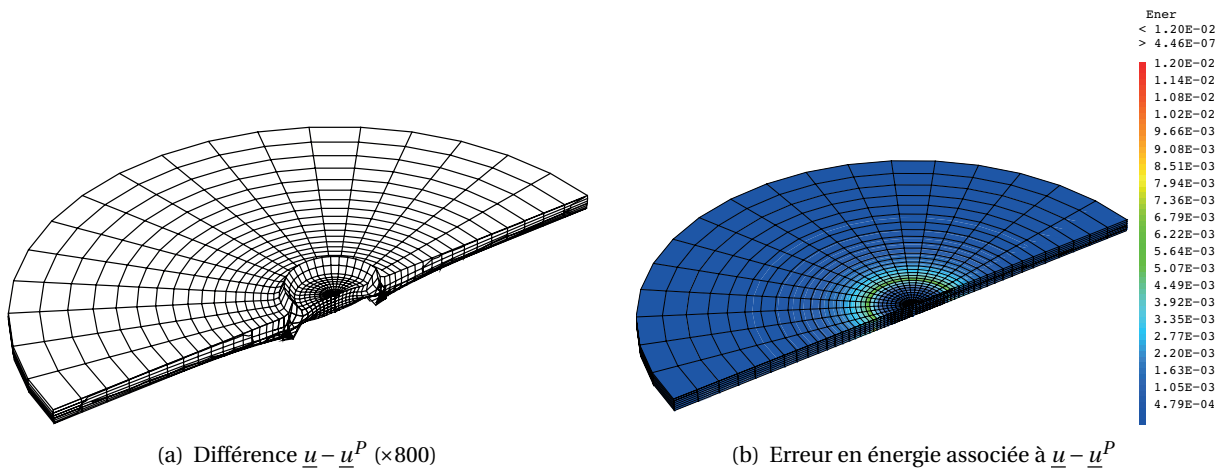 Ener
< 1.20E-02
> 4.46E-07
1.20E-02
1.14E-02
1.08E-02
1.02E-02
9.66E-03
9.08E-03
8.51E-03
7.94E-03
7.36E-03
6.79E-03
6.22E-03
5.64E-03
5.07E-03
4.49E-03
3.92E-03
3.35E-03
2.77E-03
2.20E-03
1.63E-03
1.05E-03
4.79E-04
(a) Différence u – u^P (×800)
(b) Erreur en énergie associée à u – u^P